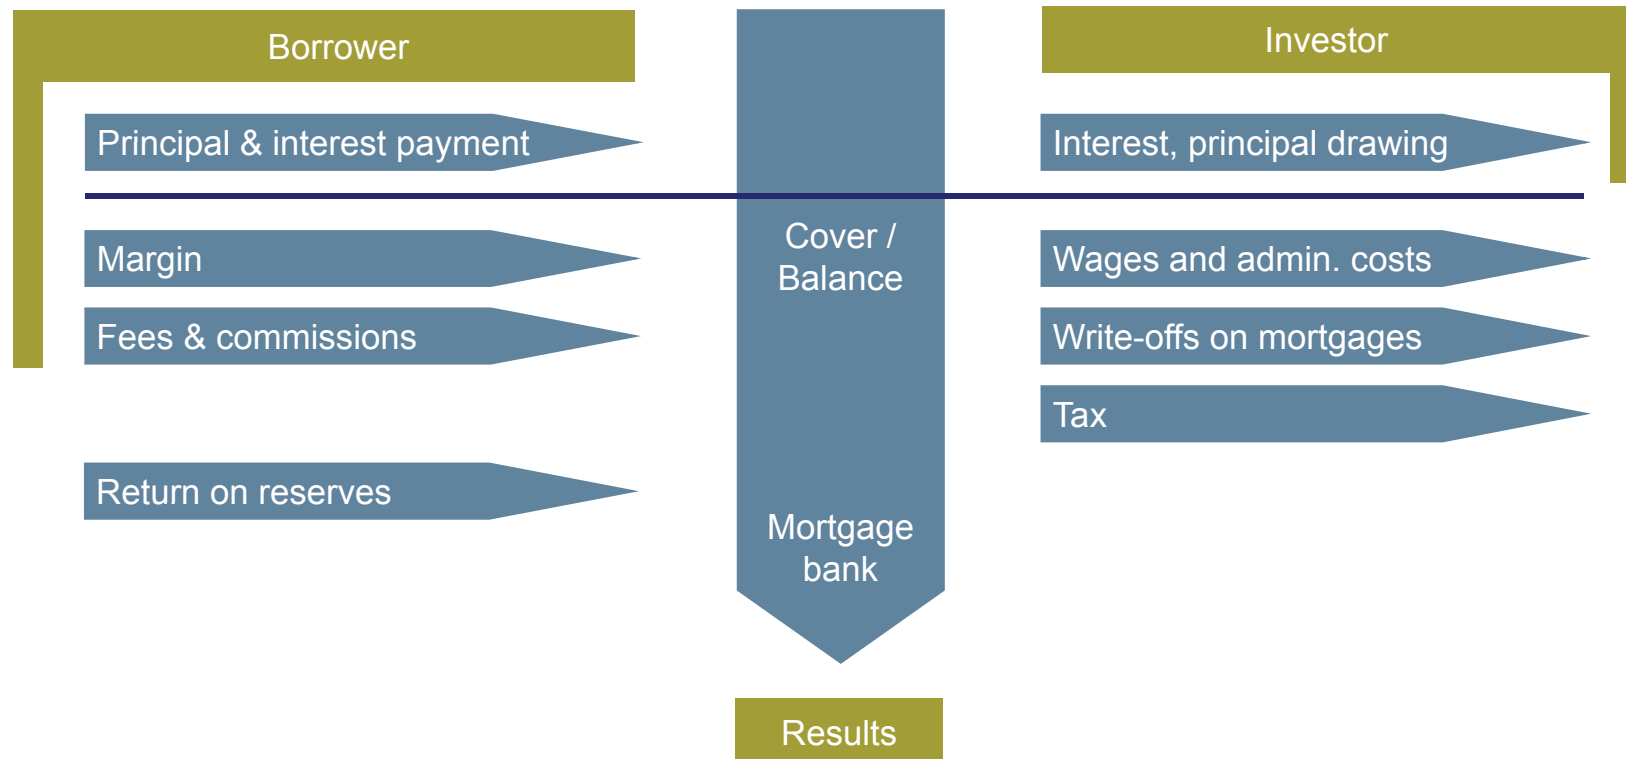 Borrower
Investor
Principal & interest payment
Interest, principal drawing
Cover /
Balance
Margin
Wages and admin. costs
Fees & commissions
Write-offs on mortgages
Tax
Return on reserves
Mortgage
bank
Results